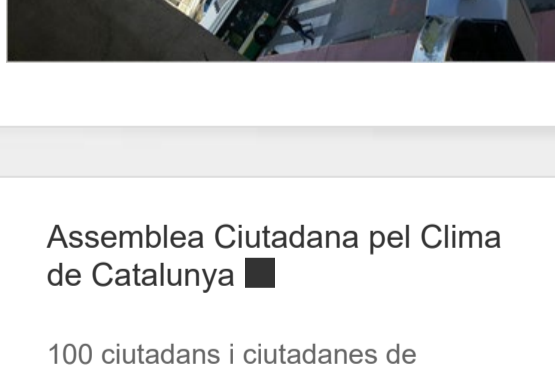 Assemblea Ciutadana pel Clima
de Catalunya
100 ciutadans i ciutadanes de